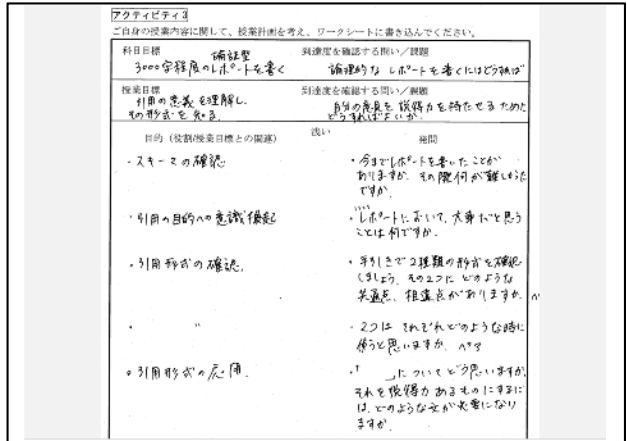 アクティビティ3
ご自身の授業内容に関して、授業計画を考え、ワークシートに書き込んでください。
科目目標
論証型
3000字程度のレポートを書く
到達度を確認する問い/課題
論理的な レポートを書くにはどうすれば
授業目標
引用の意義を理解し、
その形式を知る。
到達度を確認する問い/課題
自分の意見を説得力を持たせるために
どうすればよいか.
目的(役割/授業目標との関連)
浅い
発問
・スキーマの確認
・今までレポートを書いたことが
ありますか. その際何が難しかった
ですか.
・引用の目的への意識喚起
・レポートにおいて、大事だと思う
ことは何ですか.
・引用形式の確認.
・手引きで2種類の形式を確認
しましょう. その2つに どのような
共通点、相違点がありますか. ペ
・ 〃
・2つは それぞれどのような時に
使うと思いますか. ペア
・引用形式の応用
・「 」についてどう思いますか.
それを説得力あるものにするに
は、どのような文が必要になり
ますか